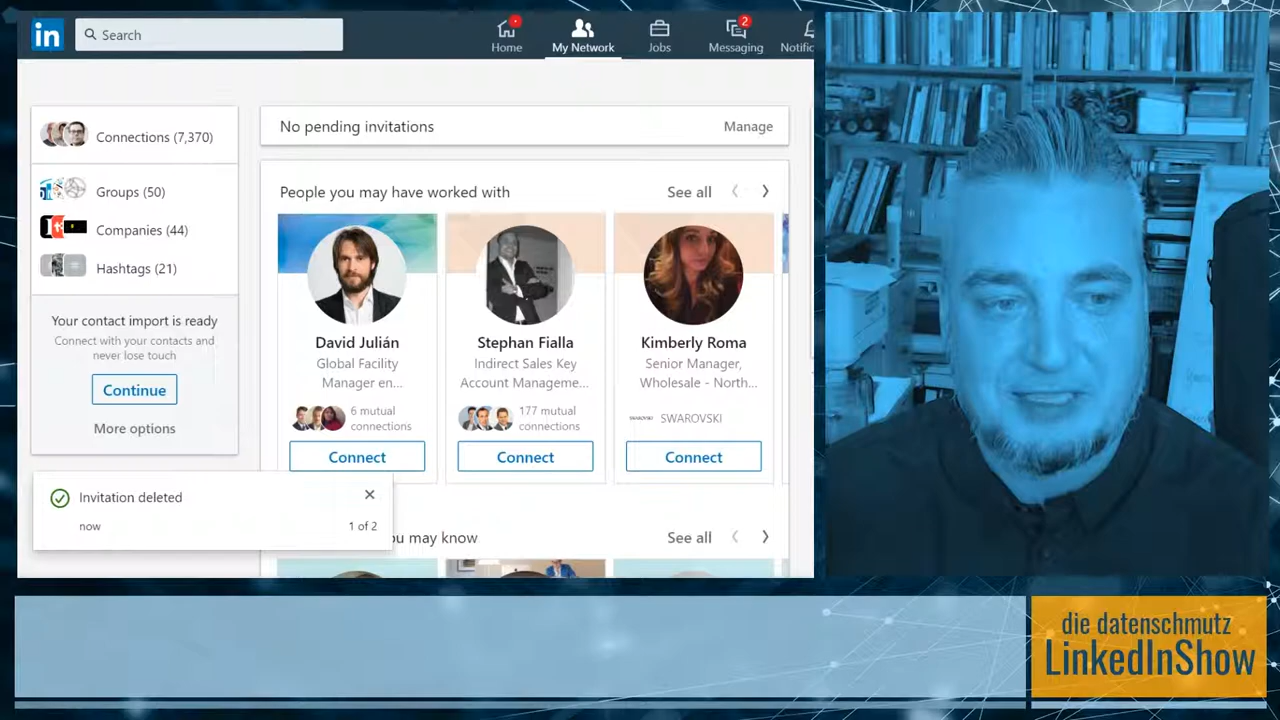 in
Search
Home
My Network
Jobs
2
Messaging
Notific
Connections (7,370)
Groups (50)
Companies (44)
Hashtags (21)
Your contact import is ready
Connect with your contacts and
never lose touch
Continue
More options
No pending invitations
Manage
People you may have worked with
See all
David Julián
Global Facility
Manager en...
6 mutual
connections
Connect
Stephan Fialla
Indirect Sales Key
Account Manageme...
177 mutual
connections
Connect
Kimberly Roma
Senior Manager,
Wholesale - North...
SWAROVSKI
Connect
Invitation deleted
now
1 of 2
ou may know
See all
die datenschmutz
LinkedInShow